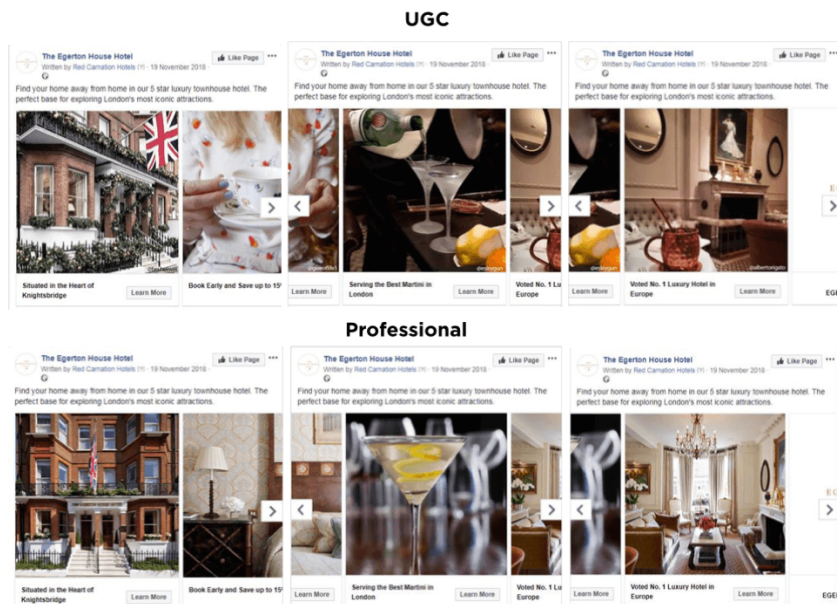 UGC
The Egerton House Hotel
Like Page
Written by Red Carnation Hotels [?] · 19 November 2018 ·
Find your home away from home in our 5 star luxury townhouse hotel. The
perfect base for exploring London's most iconic attractions.
Situated in the Heart of
Knightsbridge
Learn More
Book Early and Save up to 15
The Egerton House Hotel
Like Page
Written by Red Carnation Hotels [?] · 19 November 2018 ·
Find your home away from home in our 5 star luxury townhouse hotel. The
perfect base for exploring London's most iconic attractions.
Learn More
Serving the Best Martini in
London
Learn More
Voted No. 1 Lu
Europe
The Egerton House Hotel
Like Page
Written by Red Carnation Hotels [?] · 19 November 2018 ·
Find your home away from home in our 5 star luxury townhouse hotel. The
perfect base for exploring London's most iconic attractions.
Learn More
Voted No. 1 Luxury Hotel in
Europe
Learn More
EGE
Professional
The Egerton House Hotel
Like Page
Written by Red Carnation Hotels [?] · 19 November 2018 ·
Find your home away from home in our 5 star luxury townhouse hotel. The
perfect base for exploring London's most iconic attractions.
Situated in the Heart of
Knightsbridge
Learn More
Book Early and Save up to 15
The Egerton House Hotel
Like Page
Written by Red Carnation Hotels [?] · 19 November 2018 ·
Find your home away from home in our 5 star luxury townhouse hotel. The
perfect base for exploring London's most iconic attractions.
Learn More
Serving the Best Martini in
London
Learn More
Voted No. 1 Lu
Europe
The Egerton House Hotel
Like Page
Written by Red Carnation Hotels [?] · 19 November 2018 ·
Find your home away from home in our 5 star luxury townhouse hotel. The
perfect base for exploring London's most iconic attractions.
Learn More
Voted No. 1 Luxury Hotel in
Europe
Learn More
EGE